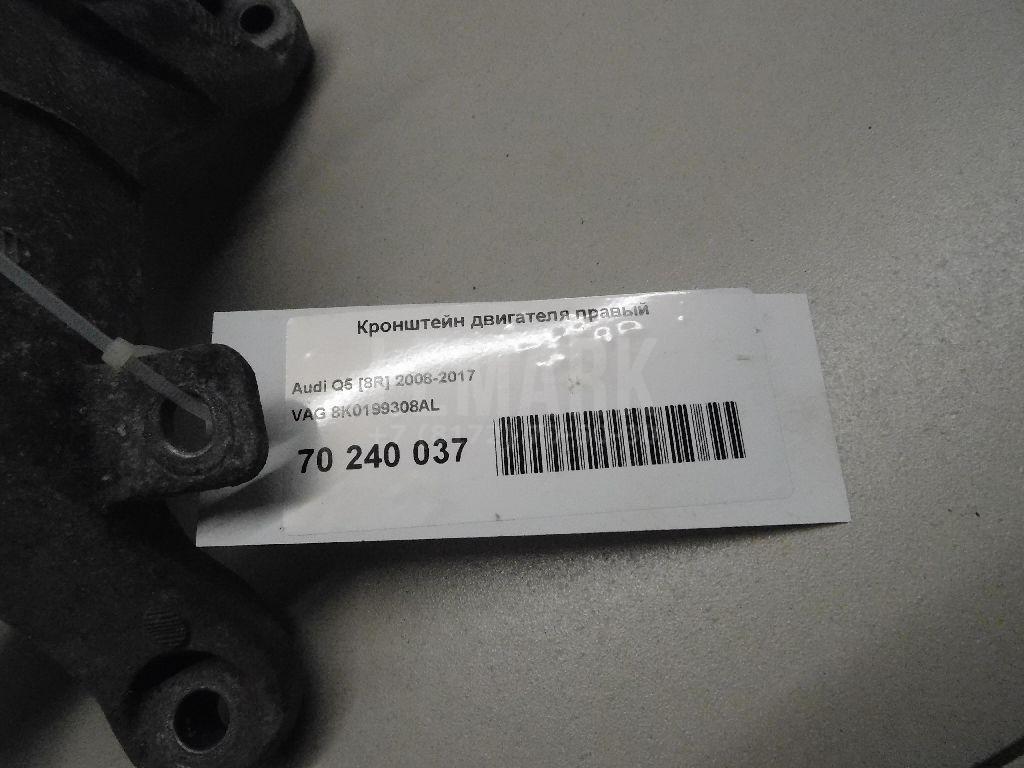 Кронштейн двигателя правый
Audi Q5 [8R] 2008-2017
VAG 8K0199308AL
70 240 037